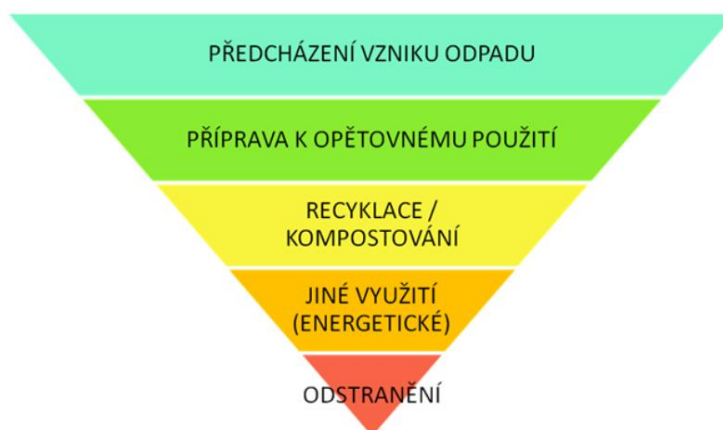 PŘEDCHÁZENÍ VZNIKU ODPADU
PŘÍPRAVA K OPĚTOVNÉMU POUŽITÍ
RECYKLACE /
KOMPOSTOVÁNÍ
JINÉ VYUŽITÍ
(ENERGETICKÉ)
ODSTRANĚNÍ